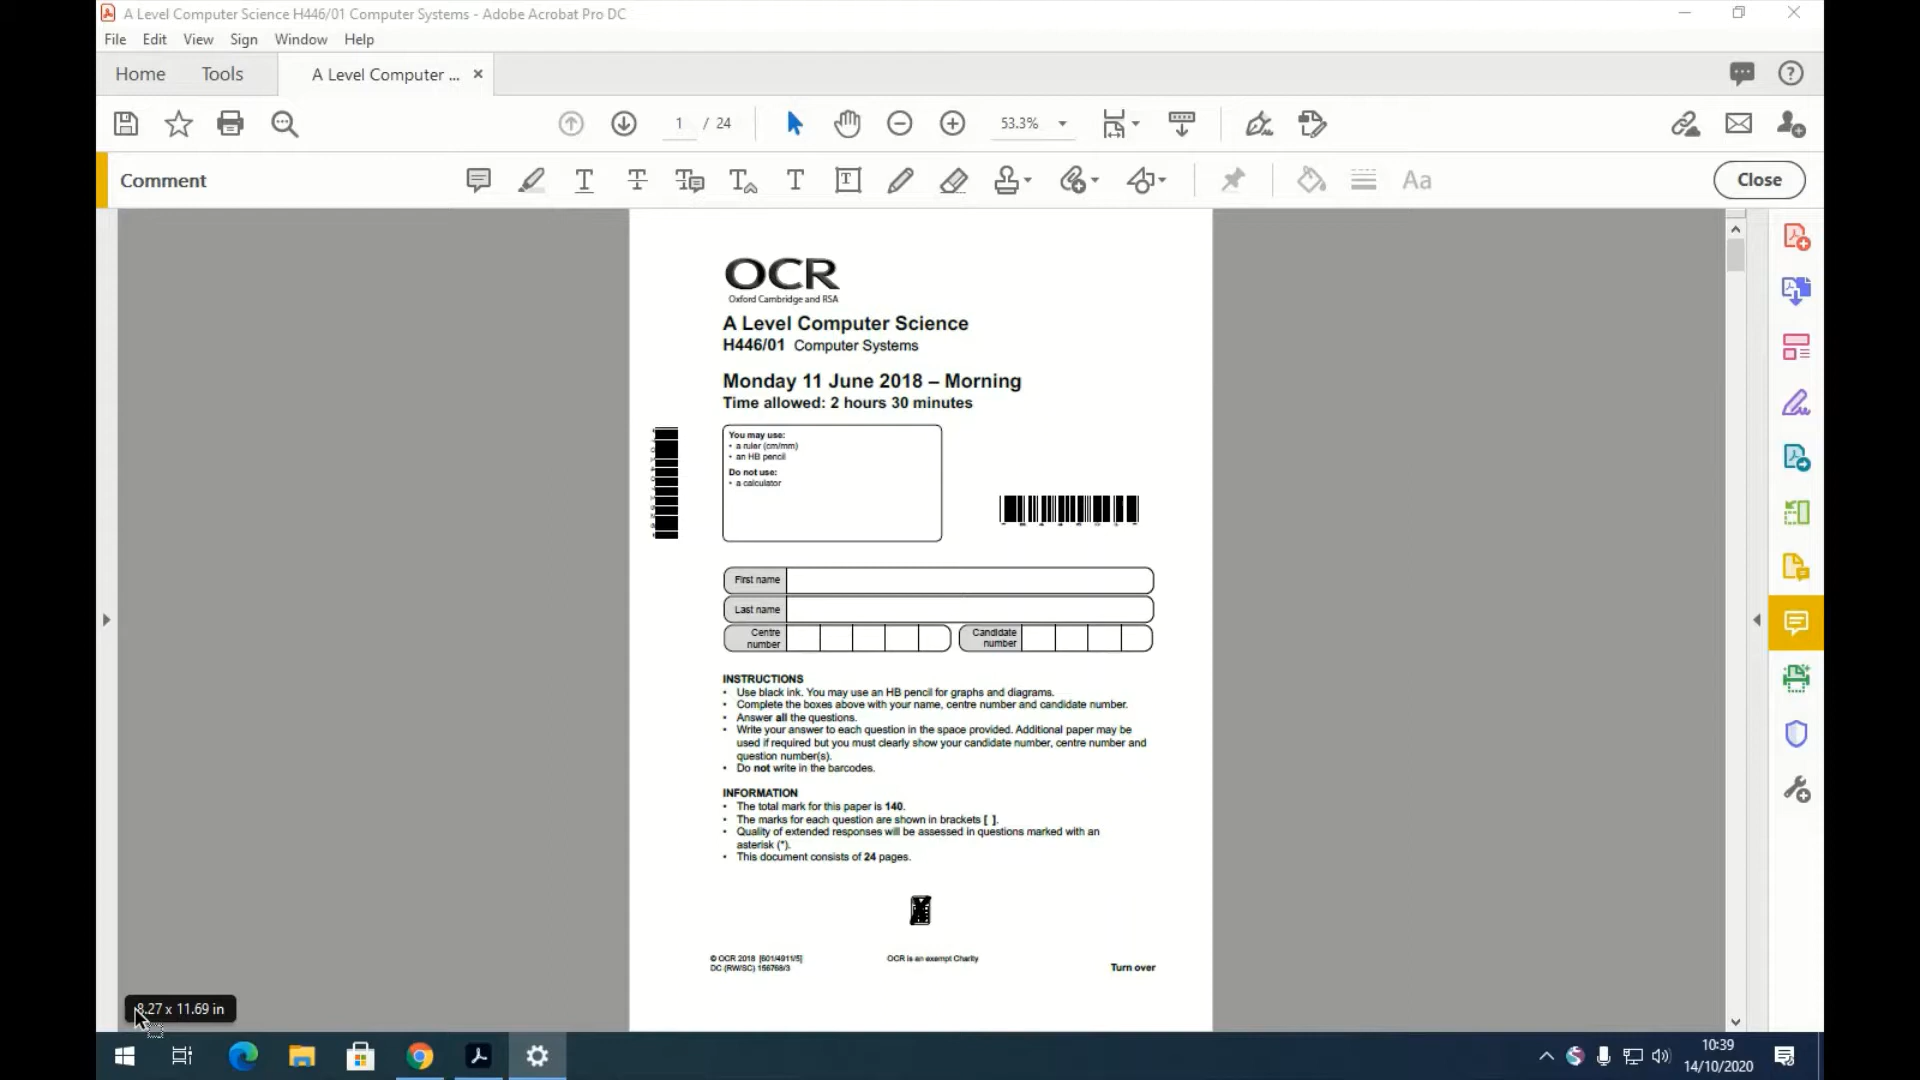 A Level Computer Science H446/01 Computer Systems - Adobe Acrobat Pro DC
File Edit View Sign Window Help
Home Tools A Level Computer ... ×
1 / 24 53.3%
Comment Aa Close
OCR
Oxford Cambridge and RSA
A Level Computer Science
H446/01 Computer Systems
Monday 11 June 2018 – Morning
Time allowed: 2 hours 30 minutes
You may use:
• a ruler (cm/mm)
• an HB pencil
Do not use:
• a calculator
First name
Last name
Centre number
Candidate number
INSTRUCTIONS
• Use black ink. You may use an HB pencil for graphs and diagrams.
• Complete the boxes above with your name, centre number and candidate number.
• Answer all the questions.
• Write your answer to each question in the space provided. Additional paper may be
used if required but you must clearly show your candidate number, centre number and
question number(s).
• Do not write in the barcodes.
INFORMATION
• The total mark for this paper is 140.
• The marks for each question are shown in brackets [ ].
• Quality of extended responses will be assessed in questions marked with an
asterisk (*).
• This document consists of 24 pages.
© OCR 2018 [601/4911/5]
DC (RW/SC) 156768/3
OCR is an exempt Charity
Turn over
8.27 x 11.69 in
10:39
14/10/2020